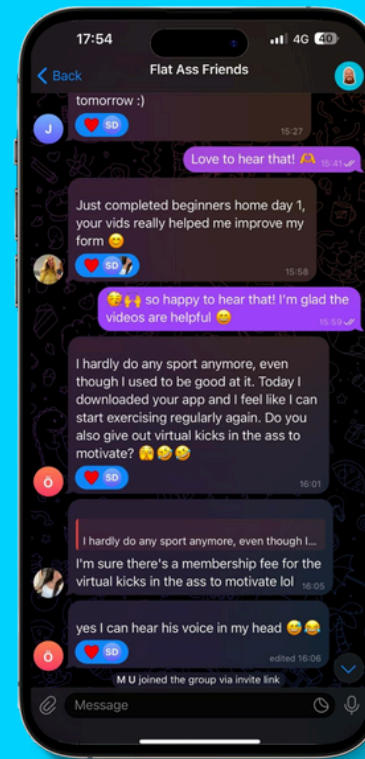 17:54
4G 40
Back
Flat Ass Friends
tomorrow :)
J
❤️ SD
15:27
Love to hear that! 🫶
15:41
Just completed beginners home day 1,
your vids really helped me improve my
form 😊
❤️ SD
15:58
🥳🙌 so happy to hear that! I'm glad the
videos are helpful 😄
15:59
I hardly do any sport anymore, even
though I used to be good at it. Today I
downloaded your app and I feel like I can
start exercising regularly again. Do you
also give out virtual kicks in the ass to
motivate? 🫣🤣🤣
Ö
❤️ SD
16:01
I hardly do any sport anymore, even though I...
I'm sure there's a membership fee for the
virtual kicks in the ass to motivate lol
16:05
yes I can hear his voice in my head 😅😂
Ö
❤️ SD
edited 16:06
M U joined the group via invite link
Message